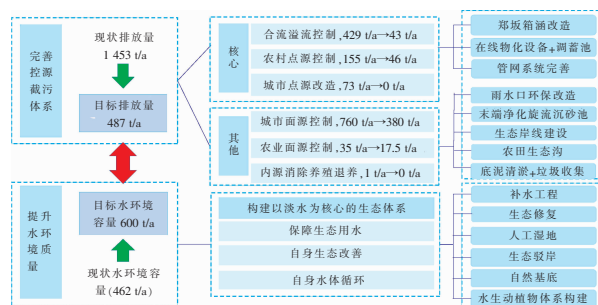 完善
控源
截污
体系
现状排放量
1 453 t/a
目标排放量
487 t/a
核心
合流溢流控制, 429 t/a→43 t/a
农村点源控制, 155 t/a→46 t/a
城市点源改造, 73 t/a→0 t/a
其他
城市面源控制, 760 t/a→380 t/a
农业面源控制, 35 t/a→17.5 t/a
内源消除养殖退养, 1 t/a→0 t/a
郑坂箱涵改造
在线物化设备+调蓄池
管网系统完善
雨水口环保改造
末端净化旋流沉砂池
生态岸线建设
农田生态沟
底泥清淤+垃圾收集
提升
水环
境质
量
目标水环境
容量 600 t/a
现状水环境容
量(462 t/a)
构建以淡水为核心的生态体系
保障生态用水
自身生态改善
自身水体循环
补水工程
生态修复
人工湿地
生态驳岸
自然基底
水生动植物体系构建